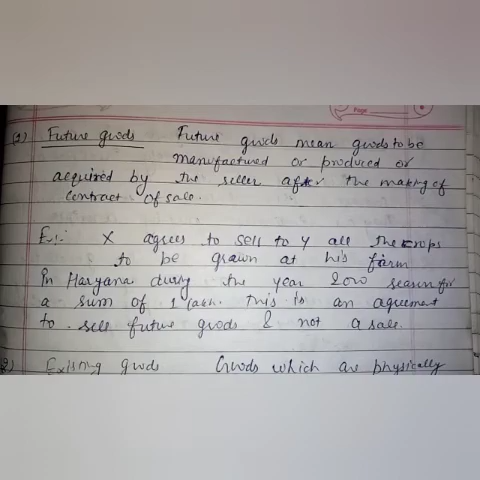 (1) Future goods Future goods mean goods to be
manufactured or produced or
acquired by the seller after the making of
contract of sale.
Ex:- X agrees to sell to Y all the crops
to be grown at his farm
in Haryana during the year 2000 season for
a sum of 1 lakh. This is an agreement
to sell future goods & not a sale.
2) Existing goods Goods which are physically